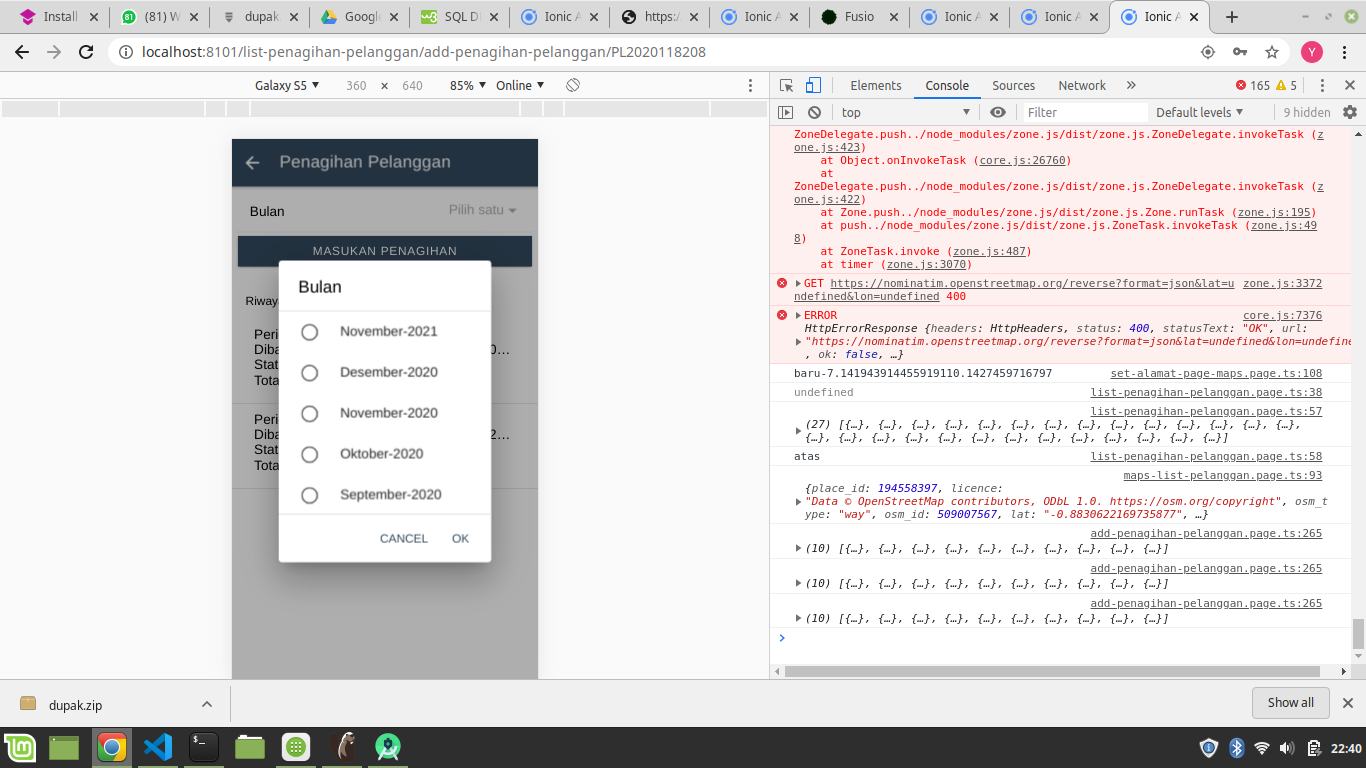 Install
(81) W
dupak.
Google
SQL D
Ionic A
https:/
Ionic A
Fusio
Ionic A
Ionic A
Ionic A
localhost:8101/list-penagihan-pelanggan/add-penagihan-pelanggan/PL2020118208
Y
Galaxy S5 360 × 640 85% Online
Elements Console Sources Network 165 5
top Filter Default levels 9 hidden
Penagihan Pelanggan
Bulan Pilih satu
MASUKAN PENAGIHAN
Riway
Peri
Diba 0…
Stat
Tota
Peri
Diba 2…
Stat
Tota
Bulan
November-2021
Desember-2020
November-2020
Oktober-2020
September-2020
CANCEL OK
ZoneDelegate.push../node_modules/zone.js/dist/zone.js.ZoneDelegate.invokeTask (z
one.js:423)
at Object.onInvokeTask (core.js:26760)
at
ZoneDelegate.push../node_modules/zone.js/dist/zone.js.ZoneDelegate.invokeTask (z
one.js:422)
at Zone.push../node_modules/zone.js/dist/zone.js.Zone.runTask (zone.js:195)
at push../node_modules/zone.js/dist/zone.js.ZoneTask.invokeTask (zone.js:49
8)
at ZoneTask.invoke (zone.js:487)
at timer (zone.js:3070)
GET https://nominatim.openstreetmap.org/reverse?format=json&lat=u zone.js:3372
ndefined&lon=undefined 400
ERROR core.js:7376
HttpErrorResponse {headers: HttpHeaders, status: 400, statusText: "OK", url:
"https://nominatim.openstreetmap.org/reverse?format=json&lat=undefined&lon=undefine
, ok: false, …}
baru-7.141943914455919110.1427459716797 set-alamat-page-maps.ts:108
undefined list-penagihan-pelanggan.page.ts:38
list-penagihan-pelanggan.page.ts:57
(27) [{…}, {…}, {…}, {…}, {…}, {…}, {…}, {…}, {…}, {…}, {…}, {…}, {…}, {…},
{…}, {…}, {…}, {…}, {…}, {…}, {…}, {…}, {…}, {…}, {…}, {…}, {…}]
atas list-penagihan-pelanggan.page.ts:58
maps-list-pelanggan.page.ts:93
{place_id: 194558397, licence:
"Data © OpenStreetMap contributors, ODbL 1.0. https://osm.org/copyright", osm_t
ype: "way", osm_id: 509007567, lat: "-0.8830622169735877", …}
add-penagihan-pelanggan.page.ts:265
(10) [{…}, {…}, {…}, {…}, {…}, {…}, {…}, {…}, {…}, {…}]
add-penagihan-pelanggan.page.ts:265
(10) [{…}, {…}, {…}, {…}, {…}, {…}, {…}, {…}, {…}, {…}]
add-penagihan-pelanggan.page.ts:265
(10) [{…}, {…}, {…}, {…}, {…}, {…}, {…}, {…}, {…}, {…}]
dupak.zip Show all
22:40